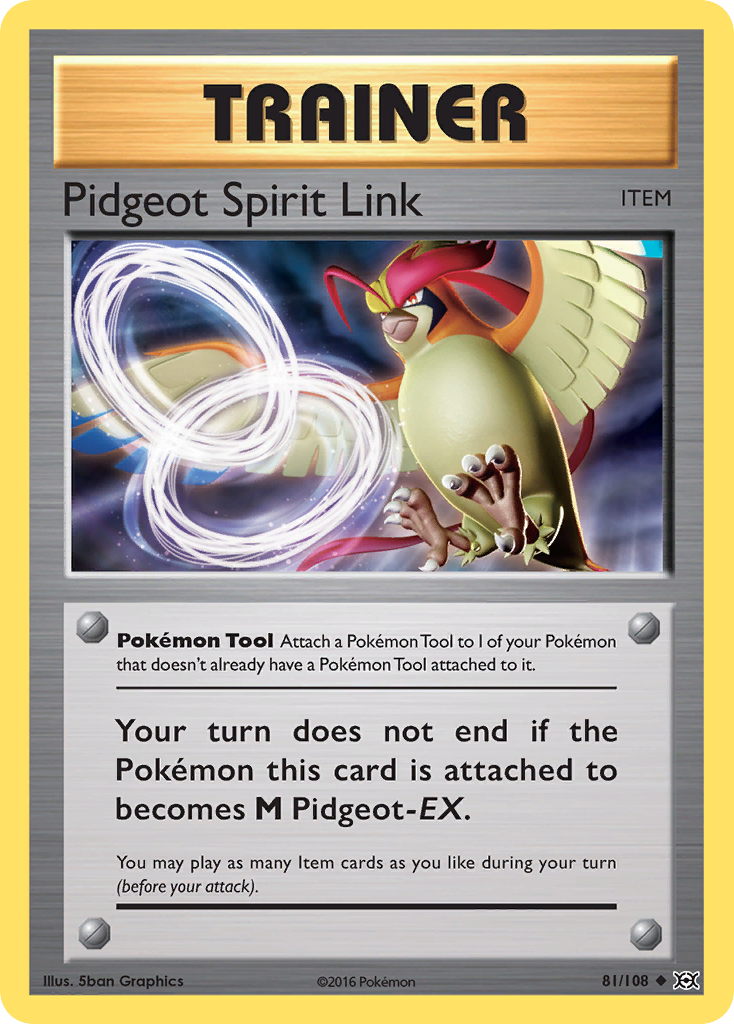 TRAINER
Pidgeot Spirit Link
ITEM
Pokémon Tool Attach a Pokémon Tool to 1 of your Pokémon
that doesn't already have a Pokémon Tool attached to it.
Your turn does not end if the
Pokémon this card is attached to
becomes M Pidgeot-EX.
You may play as many Item cards as you like during your turn
(before your attack).
Illus. 5ban Graphics
©2016 Pokémon
81/108